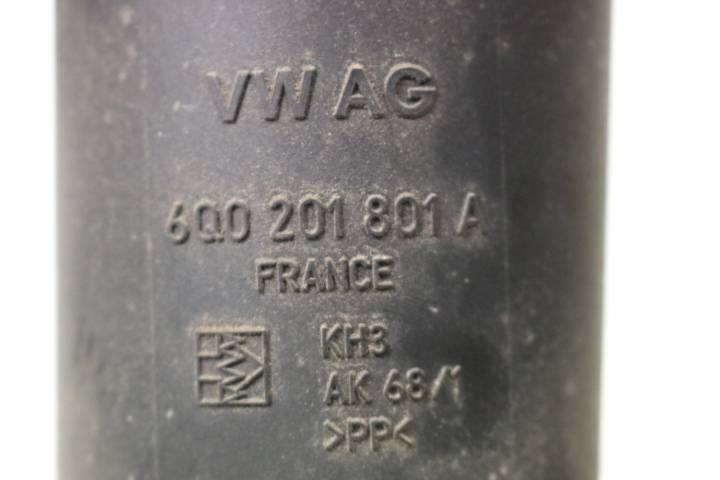 VW AG
6Q0 201 801 A
FRANCE
KH3
AK 68/1
>PP<